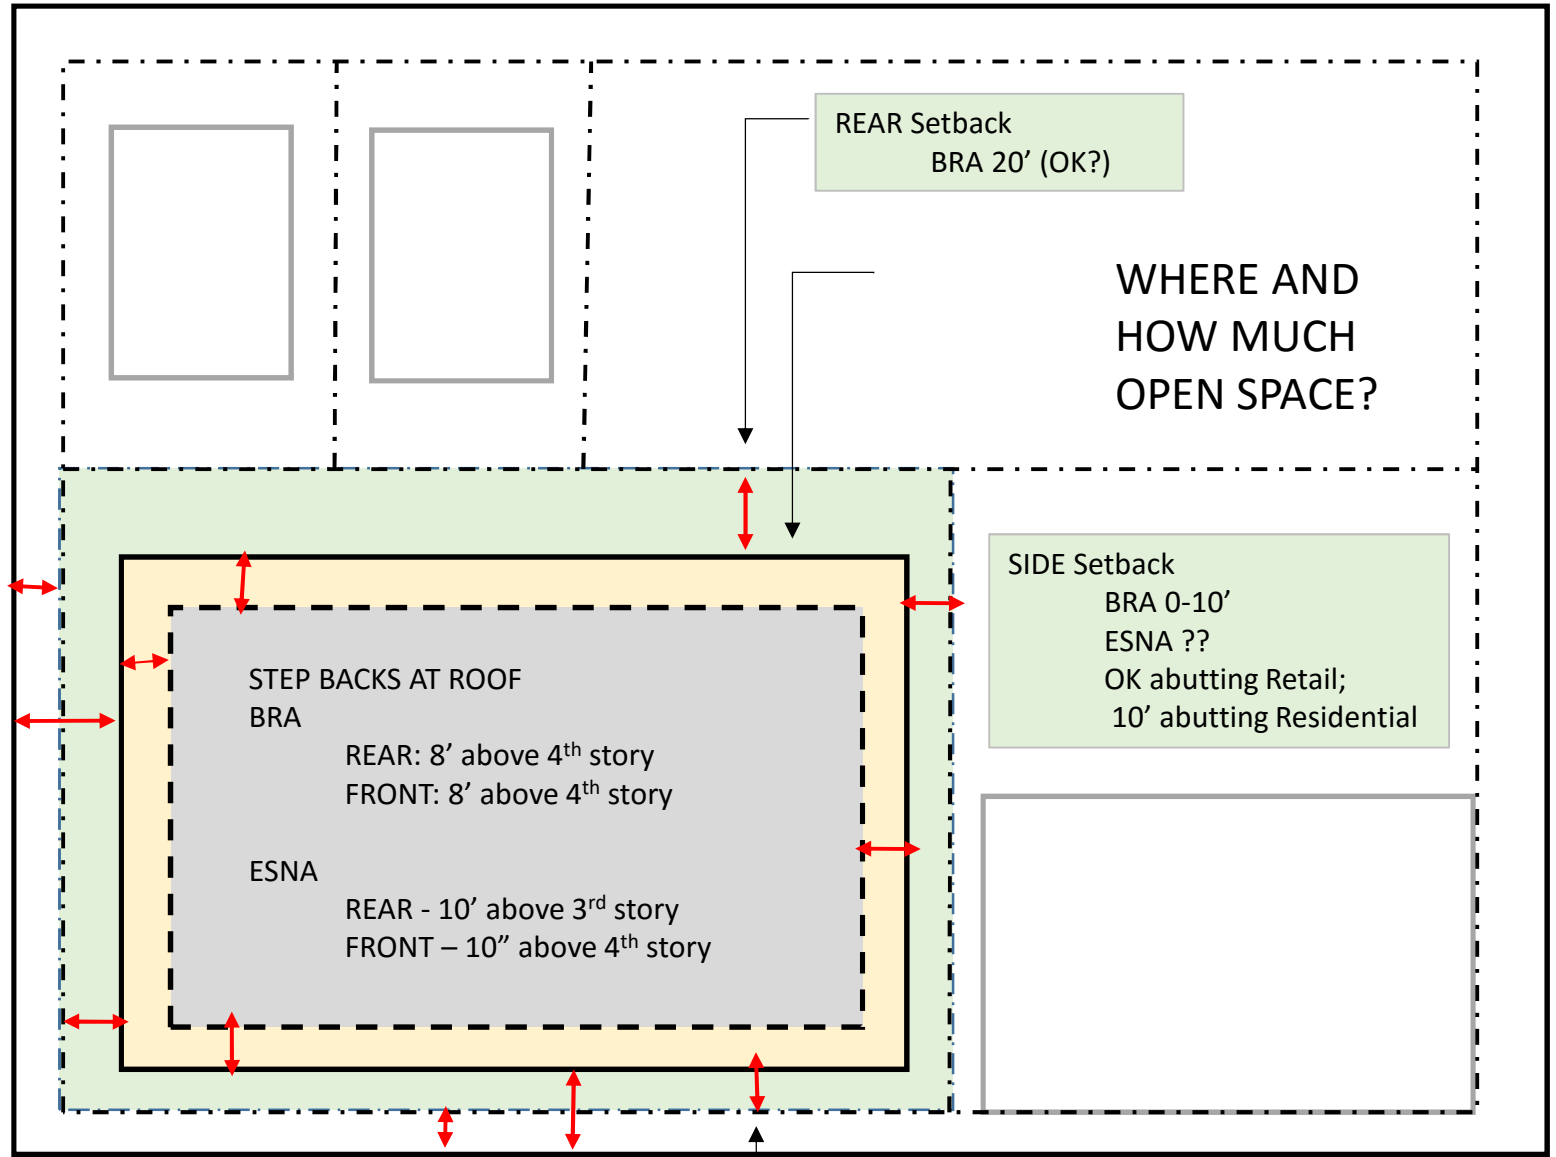 REAR Setback
BRA 20’ (OK?)
WHERE AND
HOW MUCH
OPEN SPACE?
SIDE Setback
BRA 0-10’
ESNA ??
OK abutting Retail;
10’ abutting Residential
STEP BACKS AT ROOF
BRA
REAR: 8’ above 4th story
FRONT: 8’ above 4th story
ESNA
REAR - 10’ above 3rd story
FRONT – 10” above 4th story